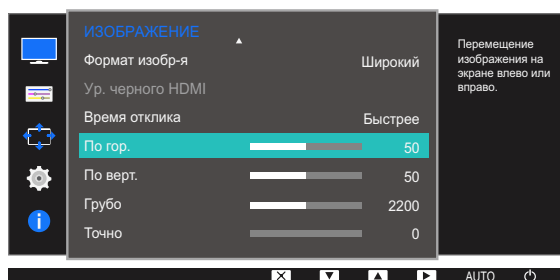 ИЗОБРАЖЕНИЕ
Формат изобр-я Широкий
Ур. черного HDMI
Время отклика Быстрее
По гор. 50
По верт. 50
Грубо 2200
Точно 0
Перемещение
изображения на
экране влево или
вправо.
AUTO